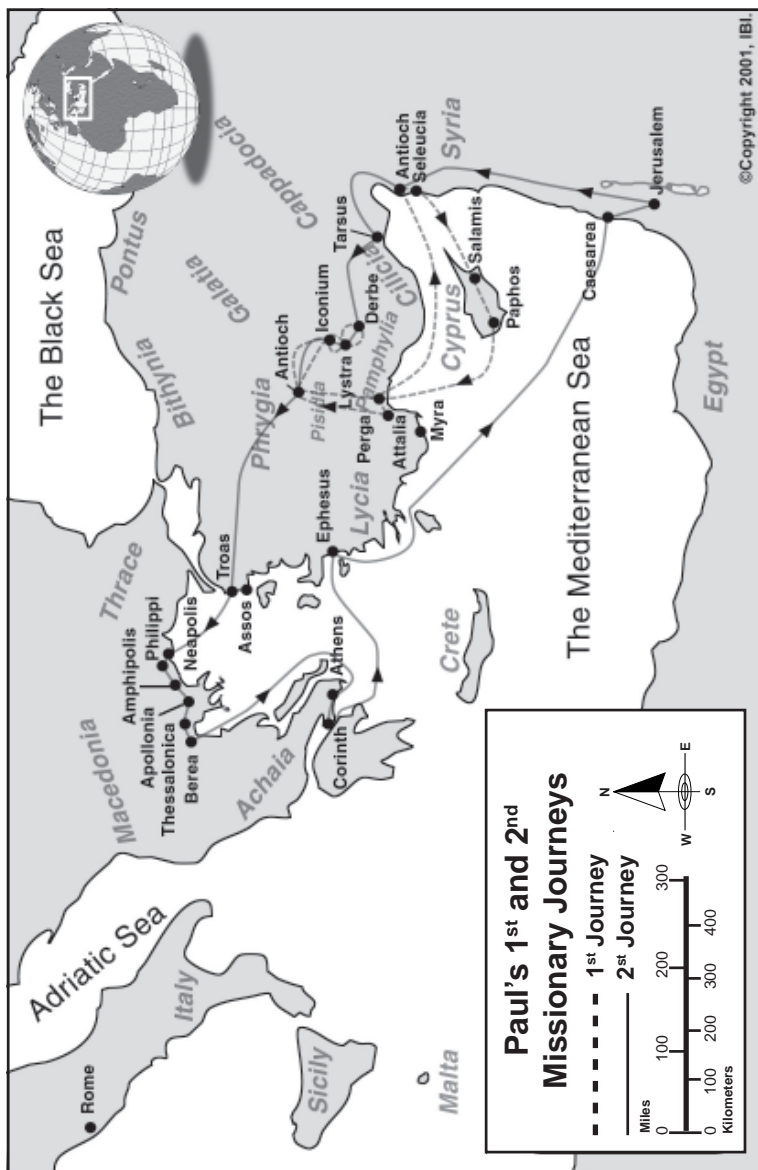 The Black Sea
Adriatic Sea
The Mediterranean Sea
Macedonia
Thrace
Bithynia
Pontus
Galatia
Cappadocia
Phrygia
Pisidia
Lycia
Pamphylia
Cilicia
Syria
Cyprus
Achaia
Italy
Sicily
Malta
Crete
Egypt
Rome
Amphipolis
Philippi
Neapolis
Apollonia
Thessalonica
Berea
Troas
Assos
Athens
Corinth
Ephesus
Antioch
Iconium
Lystra
Derbe
Perga
Attalia
Myra
Tarsus
Antioch
Seleucia
Salamis
Paphos
Caesarea
Jerusalem
Paul's 1st and 2nd
Missionary Journeys
1st Journey
2st Journey
Miles
0 100 200 300
0 100 200 300 400
Kilometers
N
W E
S
©Copyright 2001, IBI.